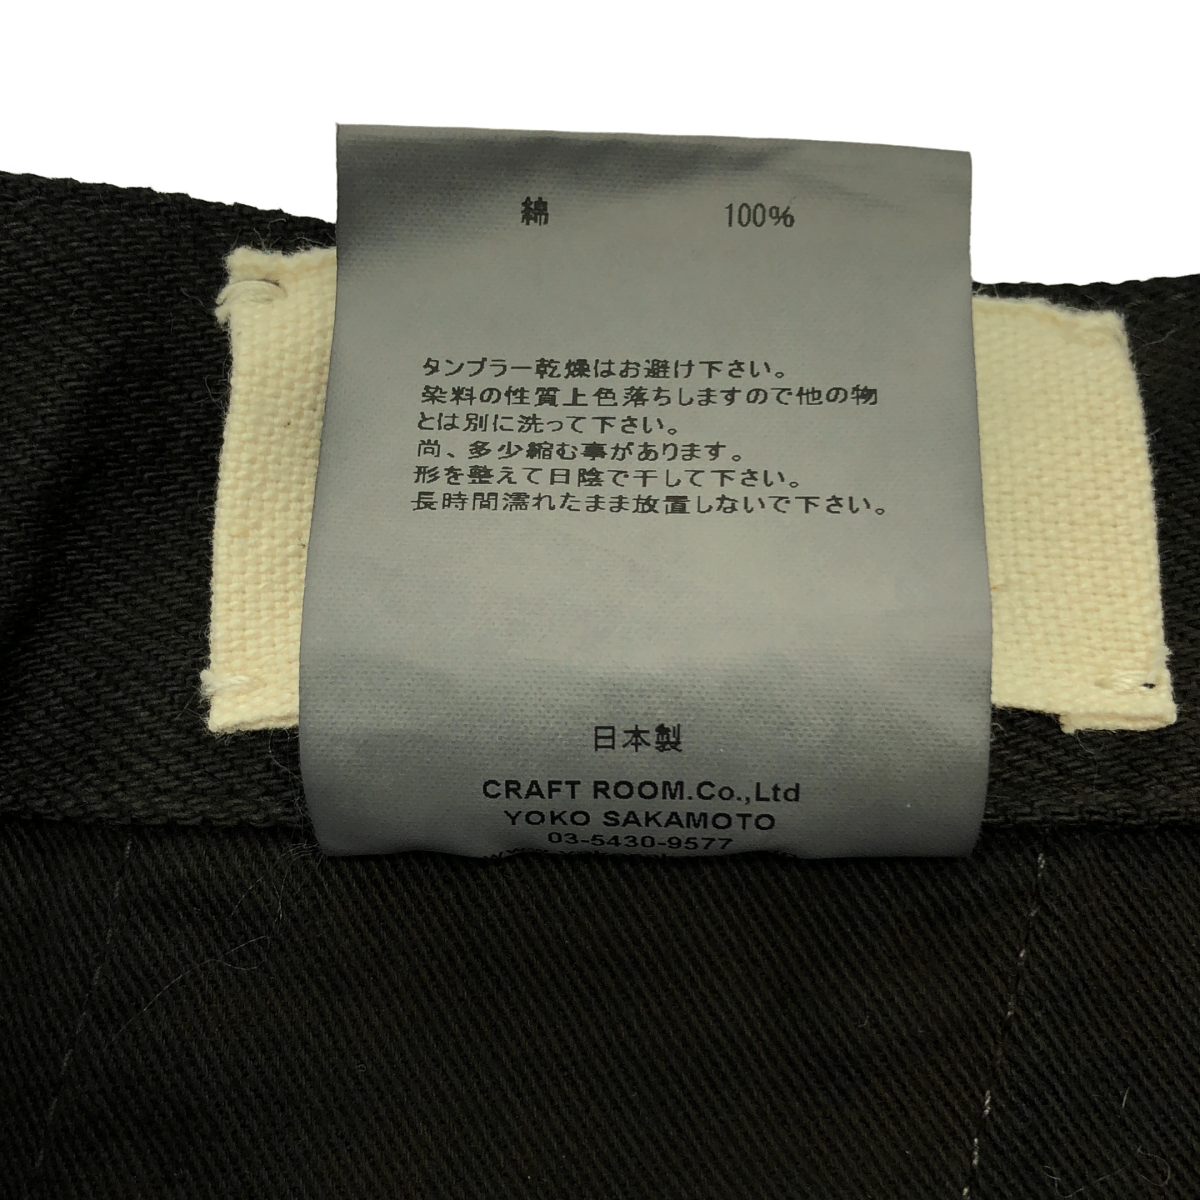 綿 100%
タンブラー乾燥はお避け下さい。
染料の性質上色落ちしますので他の物
とは別に洗って下さい。
尚、多少縮む事があります。
形を整えて日陰で干して下さい。
長時間濡れたまま放置しないで下さい。
日本製
CRAFT ROOM.Co.,Ltd
YOKO SAKAMOTO
03-5430-9577